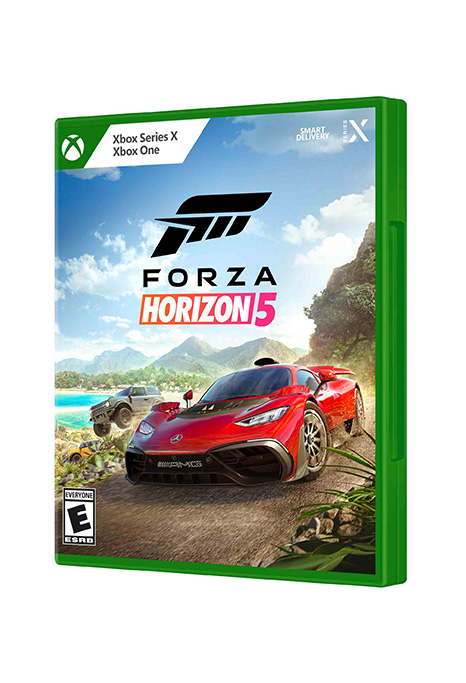 Xbox Series X
Xbox One
SMART
DELIVERY
SERIES X
FORZA
HORIZON 5
EVERYONE
E
ESRB